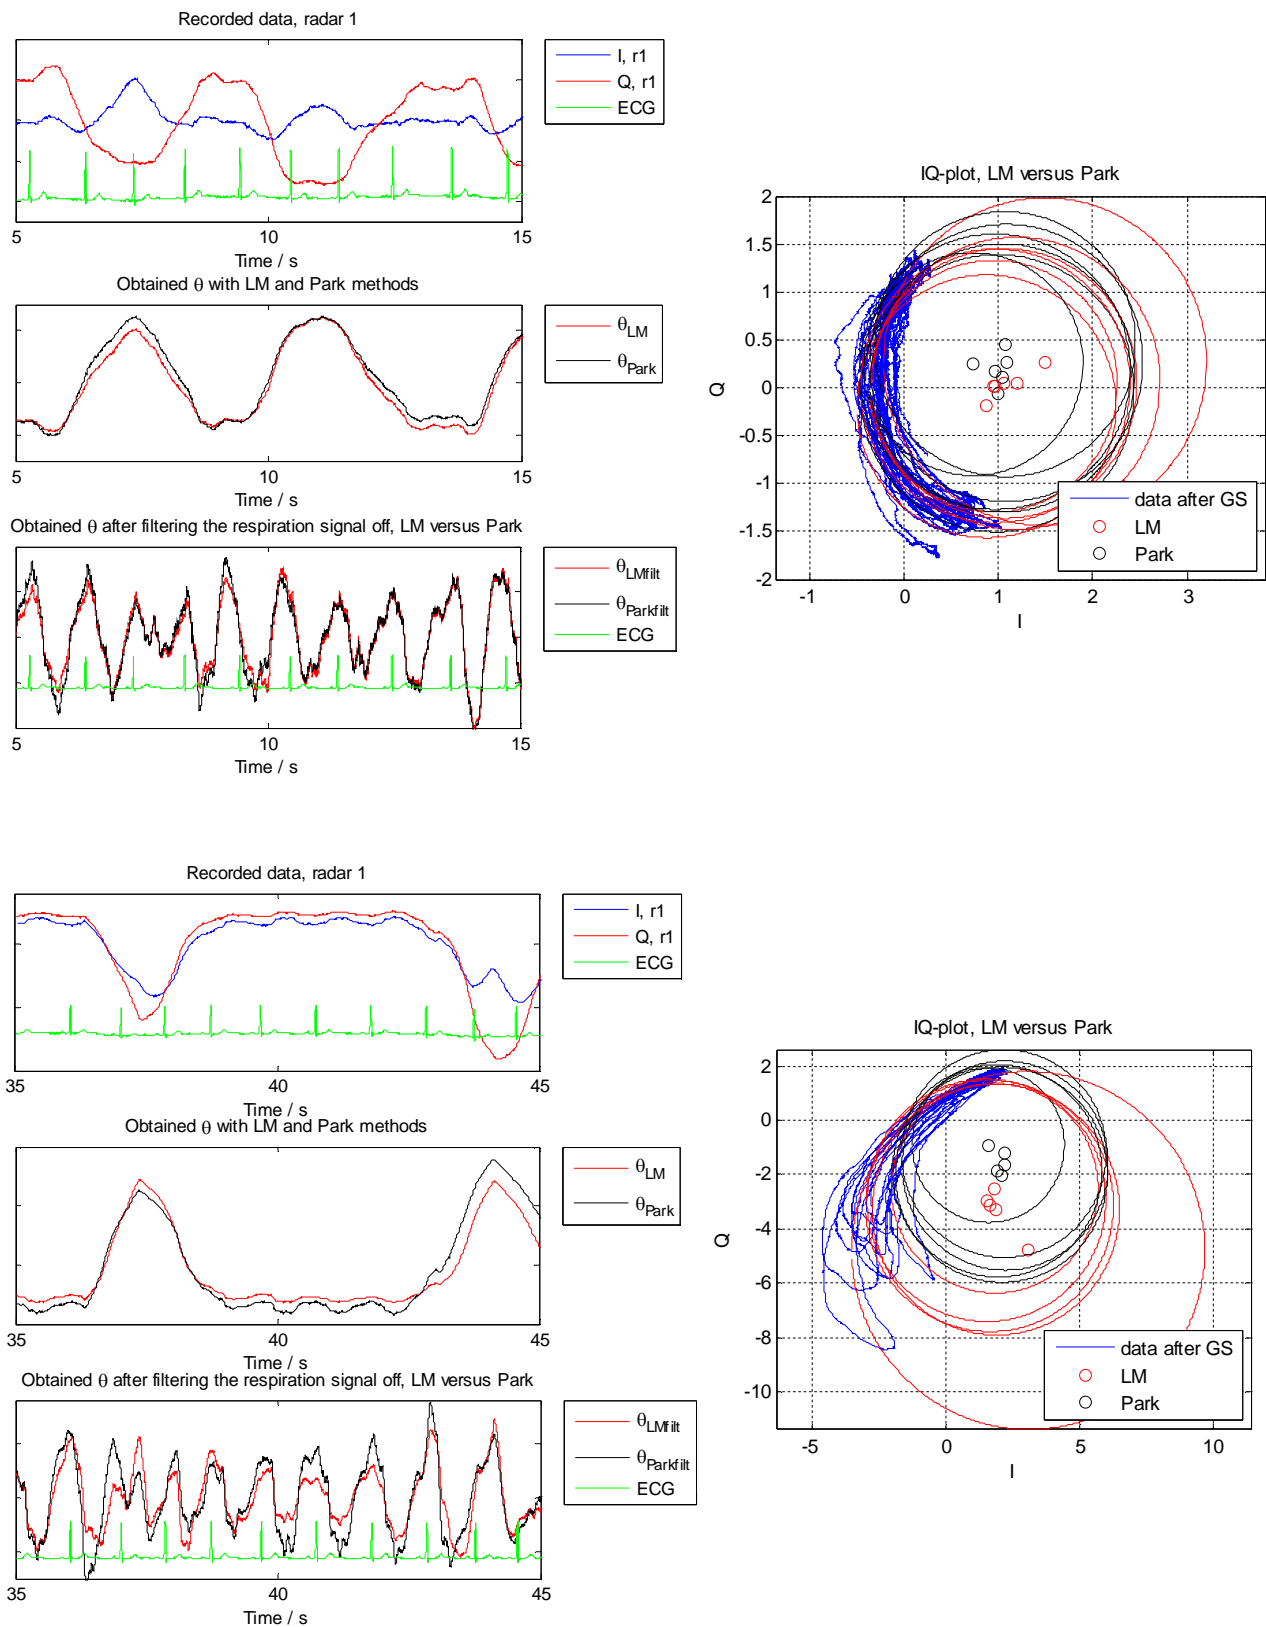 Recorded data, radar 1
I, r1
Q, r1
ECG
5 10 15
Time / s
Obtained θ with LM and Park methods
θLM
θPark
5 10 15
Time / s
Obtained θ after filtering the respiration signal off, LM versus Park
θLMfilt
θParkfilt
ECG
5 10 15
Time / s
IQ-plot, LM versus Park
2
1.5
1
0.5
0
-0.5
-1
-1.5
-2
Q
-1 0 1 2 3
I
data after GS
LM
Park
Recorded data, radar 1
I, r1
Q, r1
ECG
35 40 45
Time / s
Obtained θ with LM and Park methods
θLM
θPark
35 40 45
Time / s
Obtained θ after filtering the respiration signal off, LM versus Park
θLMfilt
θParkfilt
ECG
35 40 45
Time / s
IQ-plot, LM versus Park
2
0
-2
-4
-6
-8
-10
Q
-5 0 5 10
I
data after GS
LM
Park